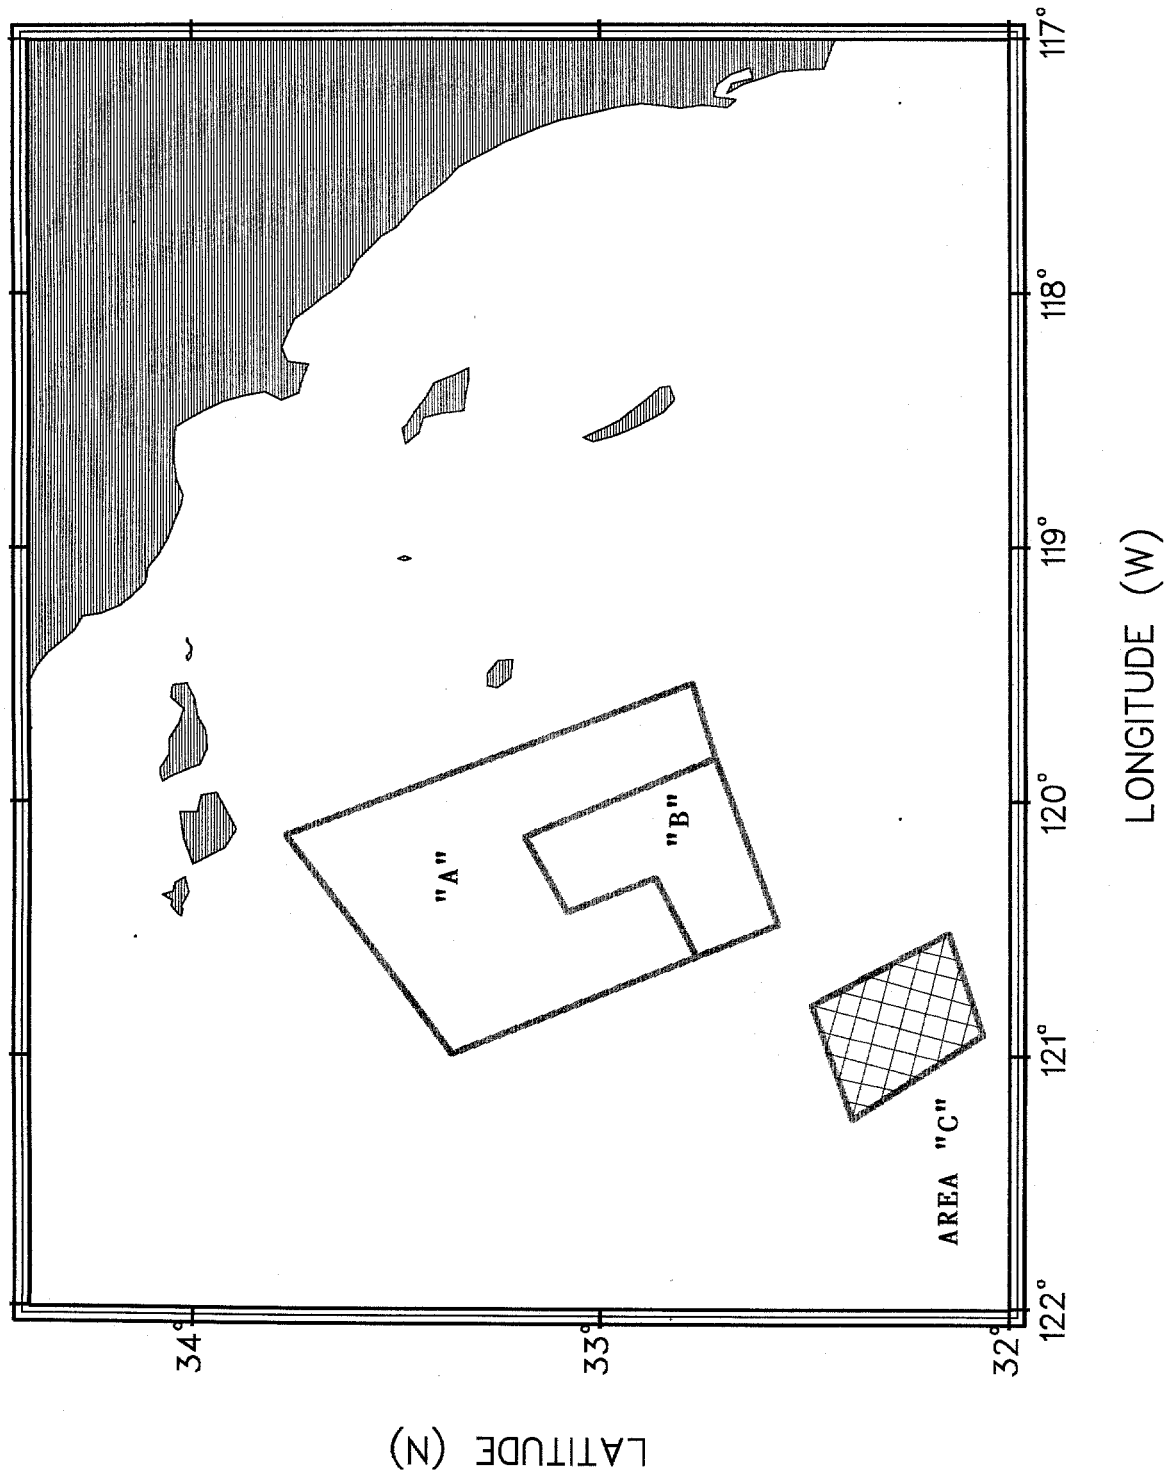 34°
33°
32°
LATITUDE (N)
"A"
"B"
AREA "C"
122°
121°
120°
119°
118°
117°
LONGITUDE (W)